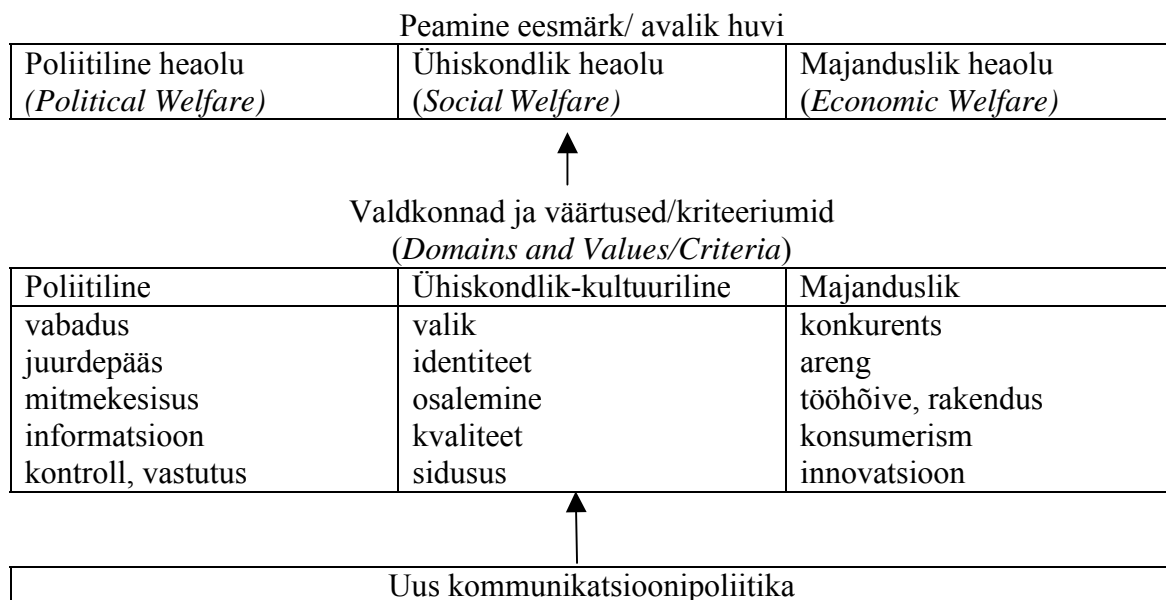 Peamine eesmärk/ avalik huvi
Poliitiline heaolu Ühiskondlik heaolu Majanduslik heaolu
(Political Welfare) (Social Welfare) (Economic Welfare)
Valdkonnad ja väärtused/kriteeriumid
(Domains and Values/Criteria)
Poliitiline Ühiskondlik-kultuuriline Majanduslik
vabadus valik konkurents
juurdepääs identiteet areng
mitmekesisus osalemine tööhõive, rakendus
informatsioon kvaliteet konsumerism
kontroll, vastutus sidusus innovatsioon
Uus kommunikatsioonipoliitika